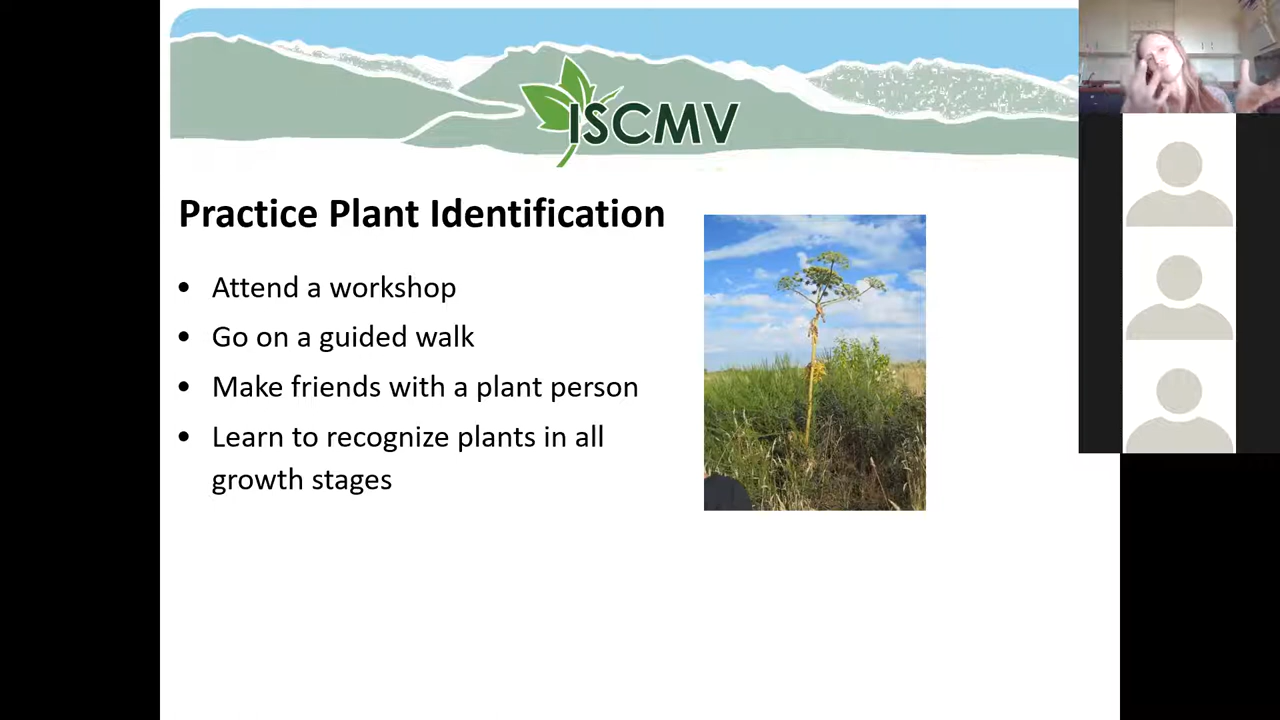 ISCMV
Practice Plant Identification
• Attend a workshop
• Go on a guided walk
• Make friends with a plant person
• Learn to recognize plants in all
growth stages